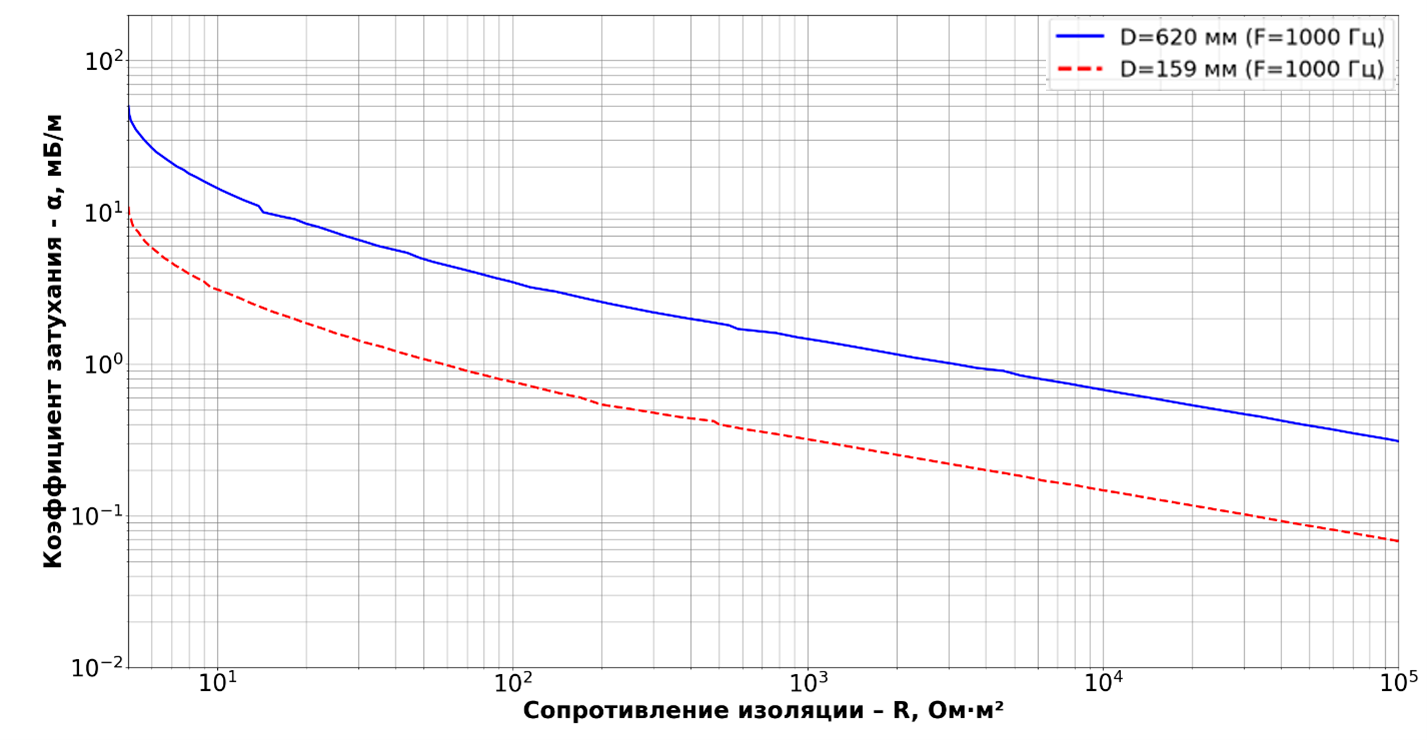 D=620 мм (F=1000 Гц)
D=159 мм (F=1000 Гц)
Коэффициент затухания - α, мБ/м
10²
10¹
10⁰
10⁻¹
10⁻²
10¹ 10² 10³ 10⁴ 10⁵
Сопротивление изоляции – R, Ом·м²